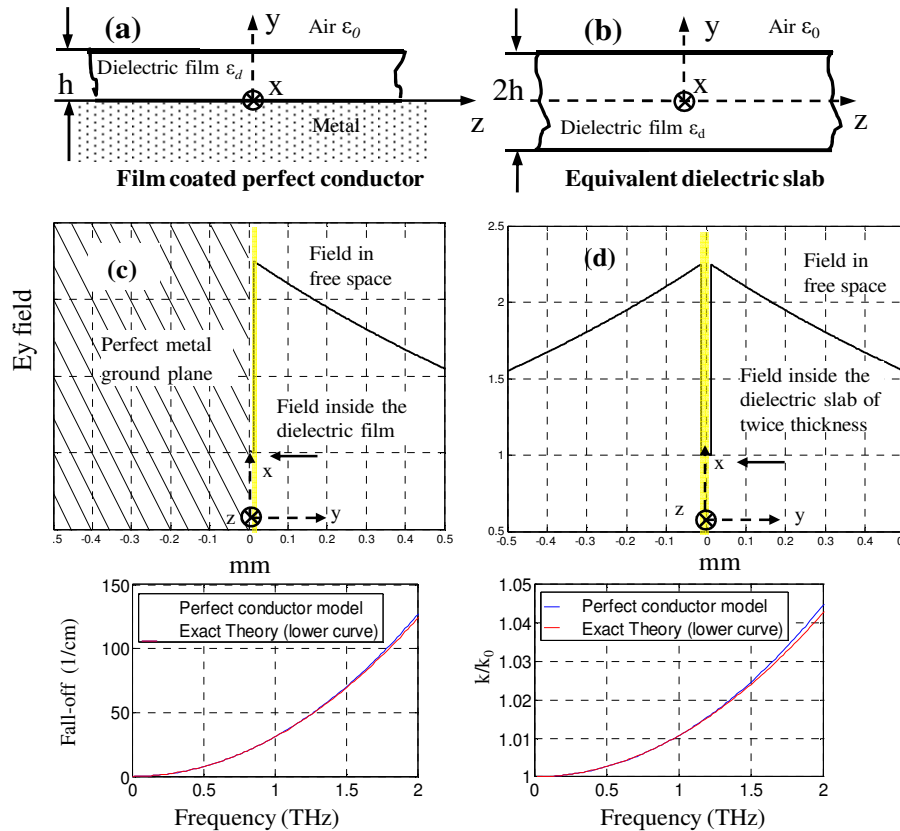 (a)
y
Air ε0
Dielectric film εd
h
x
z
Metal
Film coated perfect conductor
(b)
y
Air ε0
2h
x
z
Dielectric film εd
Equivalent dielectric slab
(c)
Field in
free space
Perfect metal
ground plane
Field inside the
dielectric film
x
z
y
Ey field
-0.5 -0.4 -0.3 -0.2 -0.1 0 0.1 0.2 0.3 0.4 0.5
mm
2.5
2
1.5
1
0.5
(d)
Field in
free space
Field inside the
dielectric slab of
twice thickness
x
z
y
-0.5 -0.4 -0.3 -0.2 -0.1 0 0.1 0.2 0.3 0.4 0.5
mm
150
100
50
0
Fall-off (1/cm)
Perfect conductor model
Exact Theory (lower curve)
0 0.5 1 1.5 2
Frequency (THz)
1.05
1.04
1.03
1.02
1.01
1
k/k0
Perfect conductor model
Exact Theory (lower curve)
0 0.5 1 1.5 2
Frequency (THz)